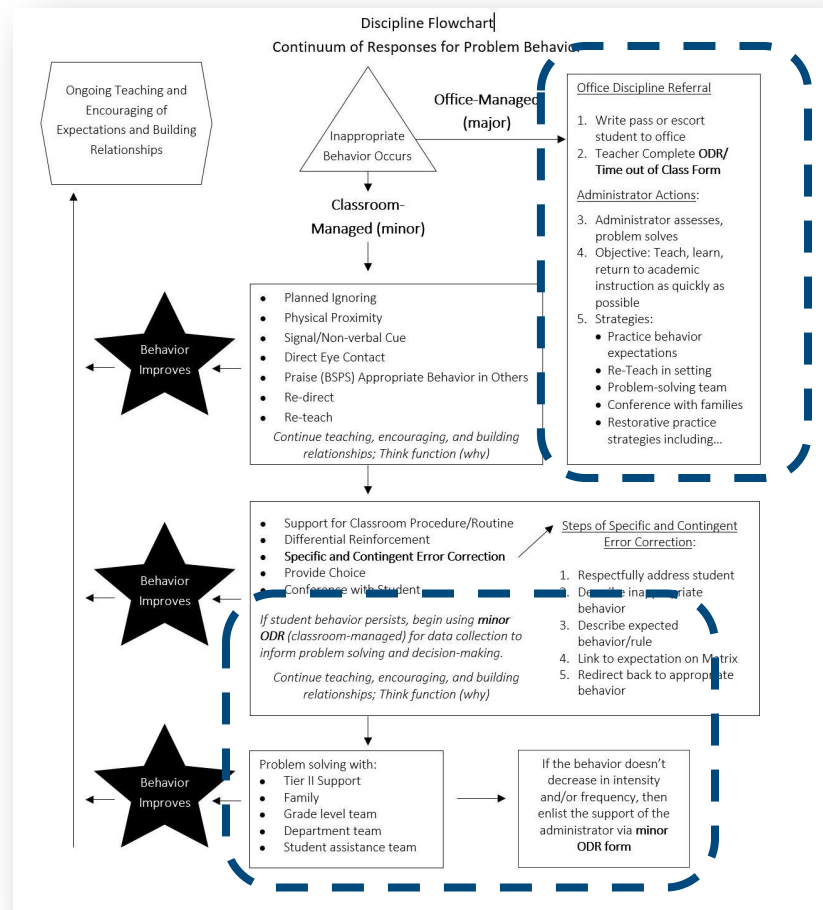 Discipline Flowchart
Continuum of Responses for Problem Behavior
Ongoing Teaching and
Encouraging of
Expectations and Building
Relationships
Inappropriate
Behavior Occurs
Office-Managed
(major)
Office Discipline Referral
1. Write pass or escort
student to office
2. Teacher Complete ODR/
Time out of Class Form
Administrator Actions:
3. Administrator assesses,
problem solves
4. Objective: Teach, learn,
return to academic
instruction as quickly as
possible
5. Strategies:
• Practice behavior
expectations
• Re-Teach in setting
• Problem-solving team
• Conference with families
• Restorative practice
strategies including…
Classroom-
Managed (minor)
• Planned Ignoring
• Physical Proximity
• Signal/Non-verbal Cue
• Direct Eye Contact
• Praise (BSPS) Appropriate Behavior in Others
• Re-direct
• Re-teach
Continue teaching, encouraging, and building
relationships; Think function (why)
Behavior
Improves
• Support for Classroom Procedure/Routine
• Differential Reinforcement
• Specific and Contingent Error Correction
• Provide Choice
• Conference with Student
If student behavior persists, begin using minor
ODR (classroom-managed) for data collection to
inform problem solving and decision-making.
Continue teaching, encouraging, and building
relationships; Think function (why)
Steps of Specific and Contingent
Error Correction:
1. Respectfully address student
2. Describe inappropriate
behavior
3. Describe expected
behavior/rule
4. Link to expectation on Matrix
5. Redirect back to appropriate
behavior
Behavior
Improves
Problem solving with:
• Tier II Support
• Family
• Grade level team
• Department team
• Student assistance team
If the behavior doesn't
decrease in intensity
and/or frequency, then
enlist the support of the
administrator via minor
ODR form
Behavior
Improves